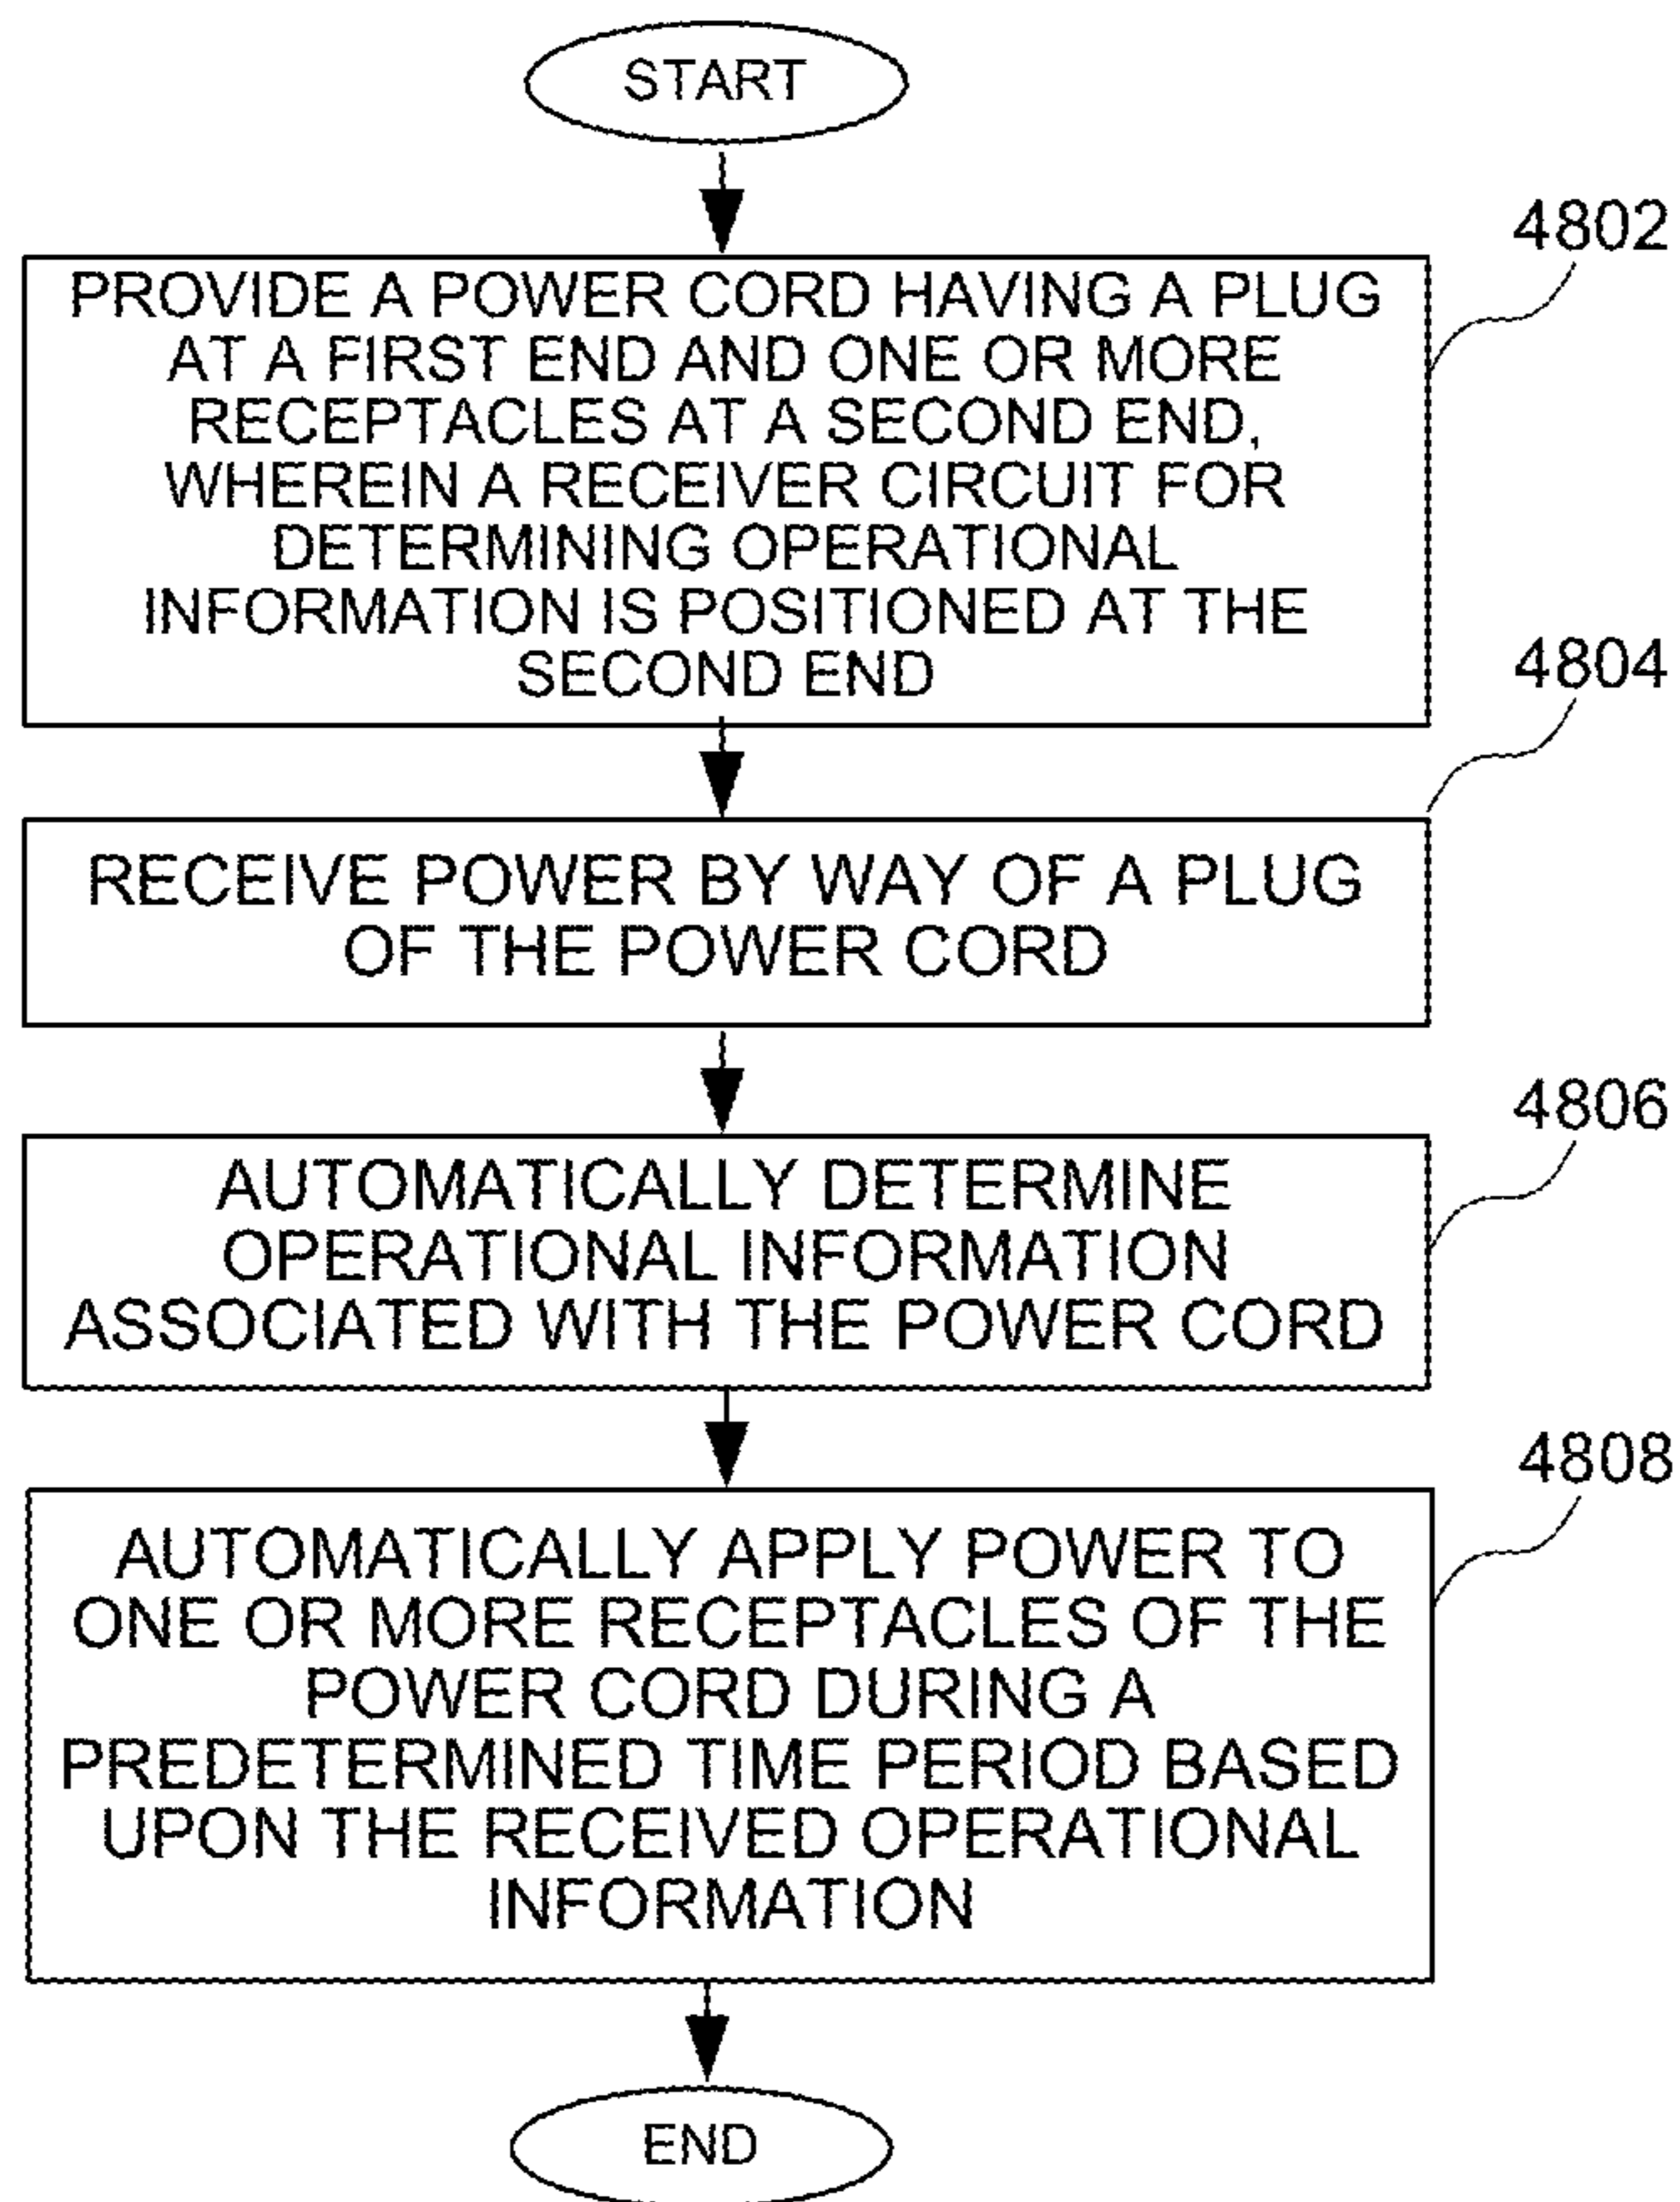 START
4802
PROVIDE A POWER CORD HAVING A PLUG
AT A FIRST END AND ONE OR MORE
RECEPTACLES AT A SECOND END,
WHEREIN A RECEIVER CIRCUIT FOR
DETERMINING OPERATIONAL
INFORMATION IS POSITIONED AT THE
SECOND END
4804
RECEIVE POWER BY WAY OF A PLUG
OF THE POWER CORD
4806
AUTOMATICALLY DETERMINE
OPERATIONAL INFORMATION
ASSOCIATED WITH THE POWER CORD
4808
AUTOMATICALLY APPLY POWER TO
ONE OR MORE RECEPTACLES OF THE
POWER CORD DURING A
PREDETERMINED TIME PERIOD BASED
UPON THE RECEIVED OPERATIONAL
INFORMATION
END